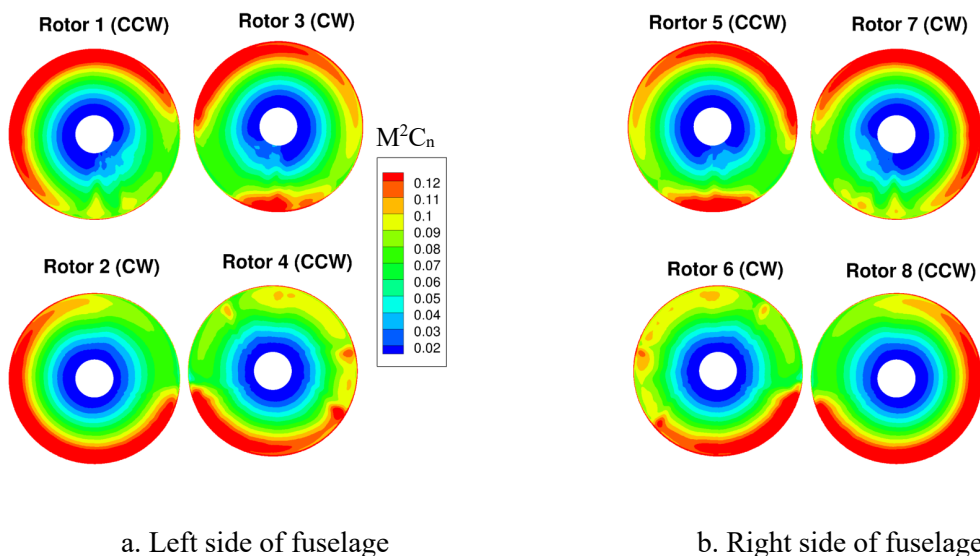 Rotor 1 (CCW)
Rotor 3 (CW)
Rortor 5 (CCW)
Rotor 7 (CW)
M²Cₙ
0.12
0.11
0.1
0.09
0.08
0.07
0.06
0.05
0.04
0.03
0.02
Rotor 2 (CW)
Rotor 4 (CCW)
Rotor 6 (CW)
Rotor 8 (CCW)
a. Left side of fuselage
b. Right side of fuselage